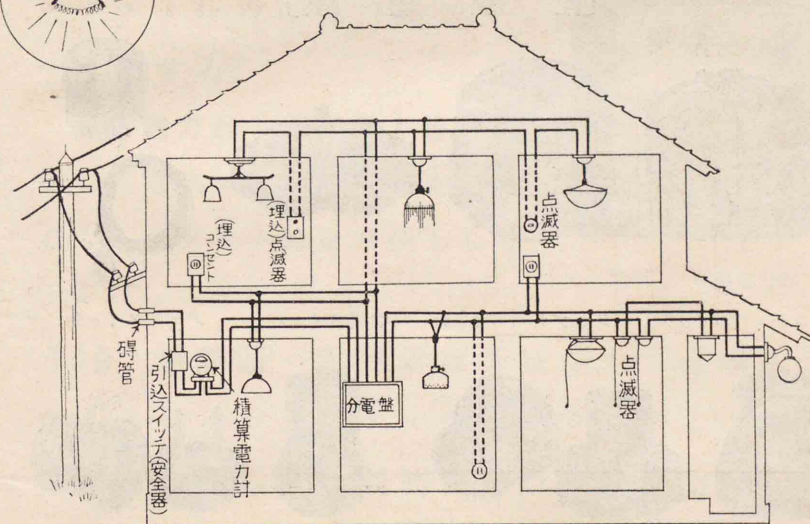 点滅器
(埋込)点滅器
(埋込)コンセント
碍管
引込スイッチ(安全器)
積算電力計
分電盤
点滅器